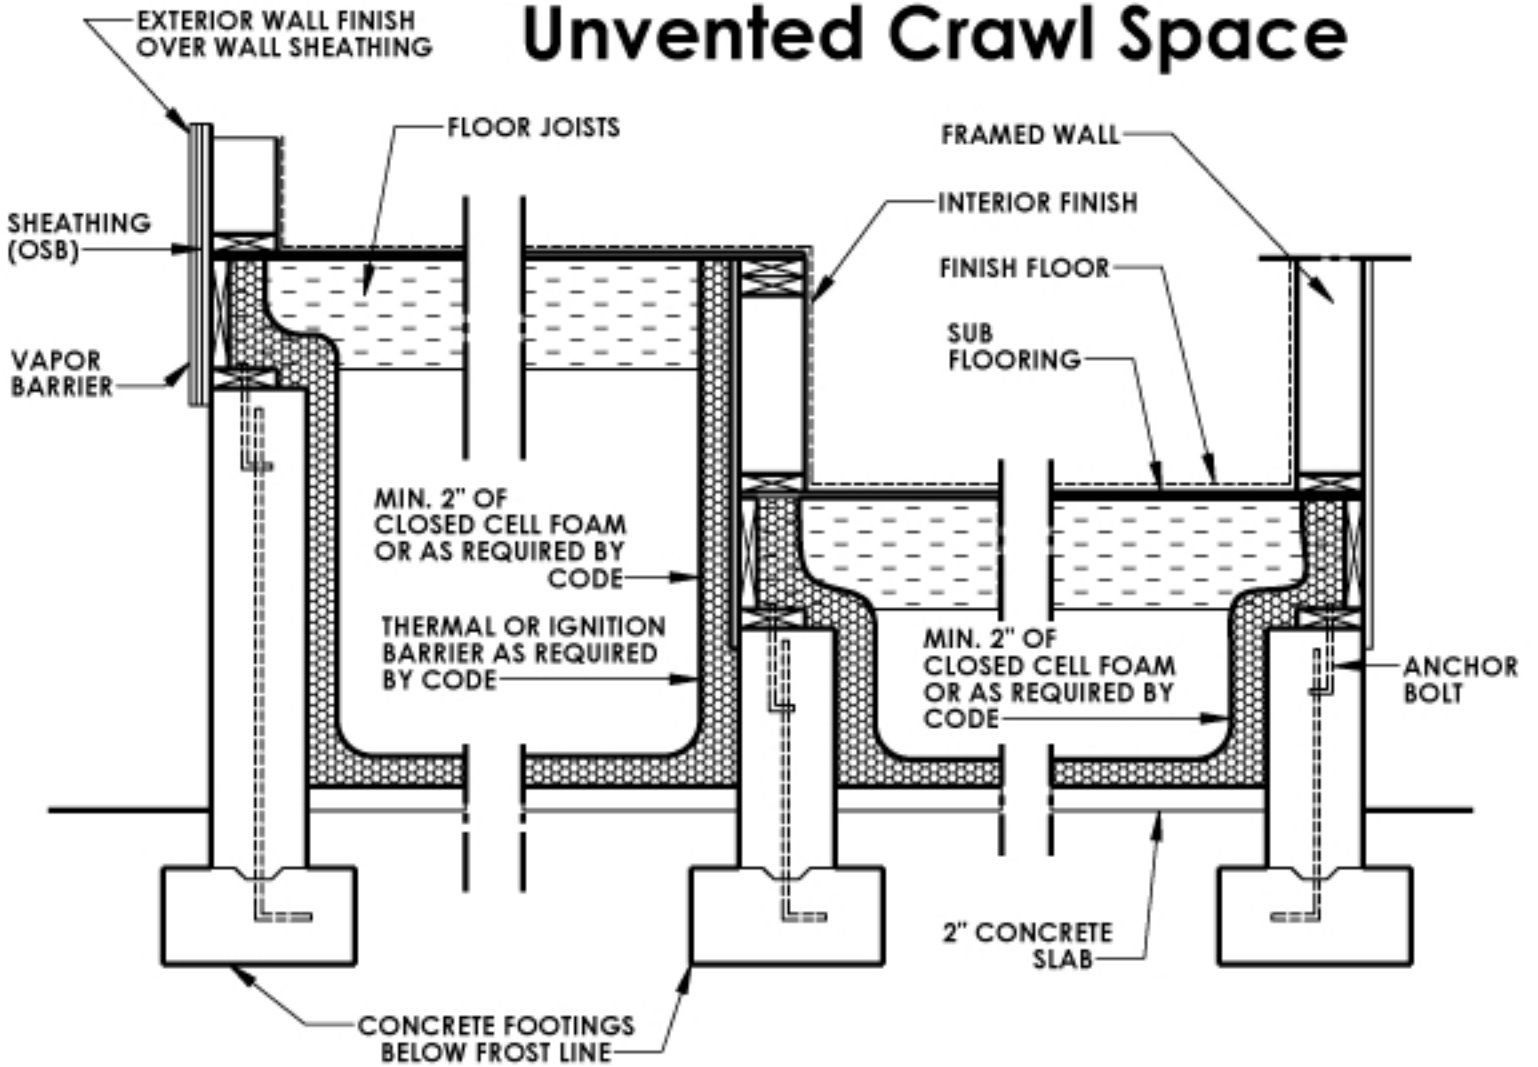 Unvented Crawl Space
EXTERIOR WALL FINISH
OVER WALL SHEATHING
FLOOR JOISTS
FRAMED WALL
INTERIOR FINISH
SHEATHING
(OSB)
FINISH FLOOR
SUB
FLOORING
VAPOR
BARRIER
MIN. 2" OF
CLOSED CELL FOAM
OR AS REQUIRED BY
CODE
THERMAL OR IGNITION
BARRIER AS REQUIRED
BY CODE
MIN. 2" OF
CLOSED CELL FOAM
OR AS REQUIRED BY
CODE
ANCHOR
BOLT
2" CONCRETE
SLAB
CONCRETE FOOTINGS
BELOW FROST LINE